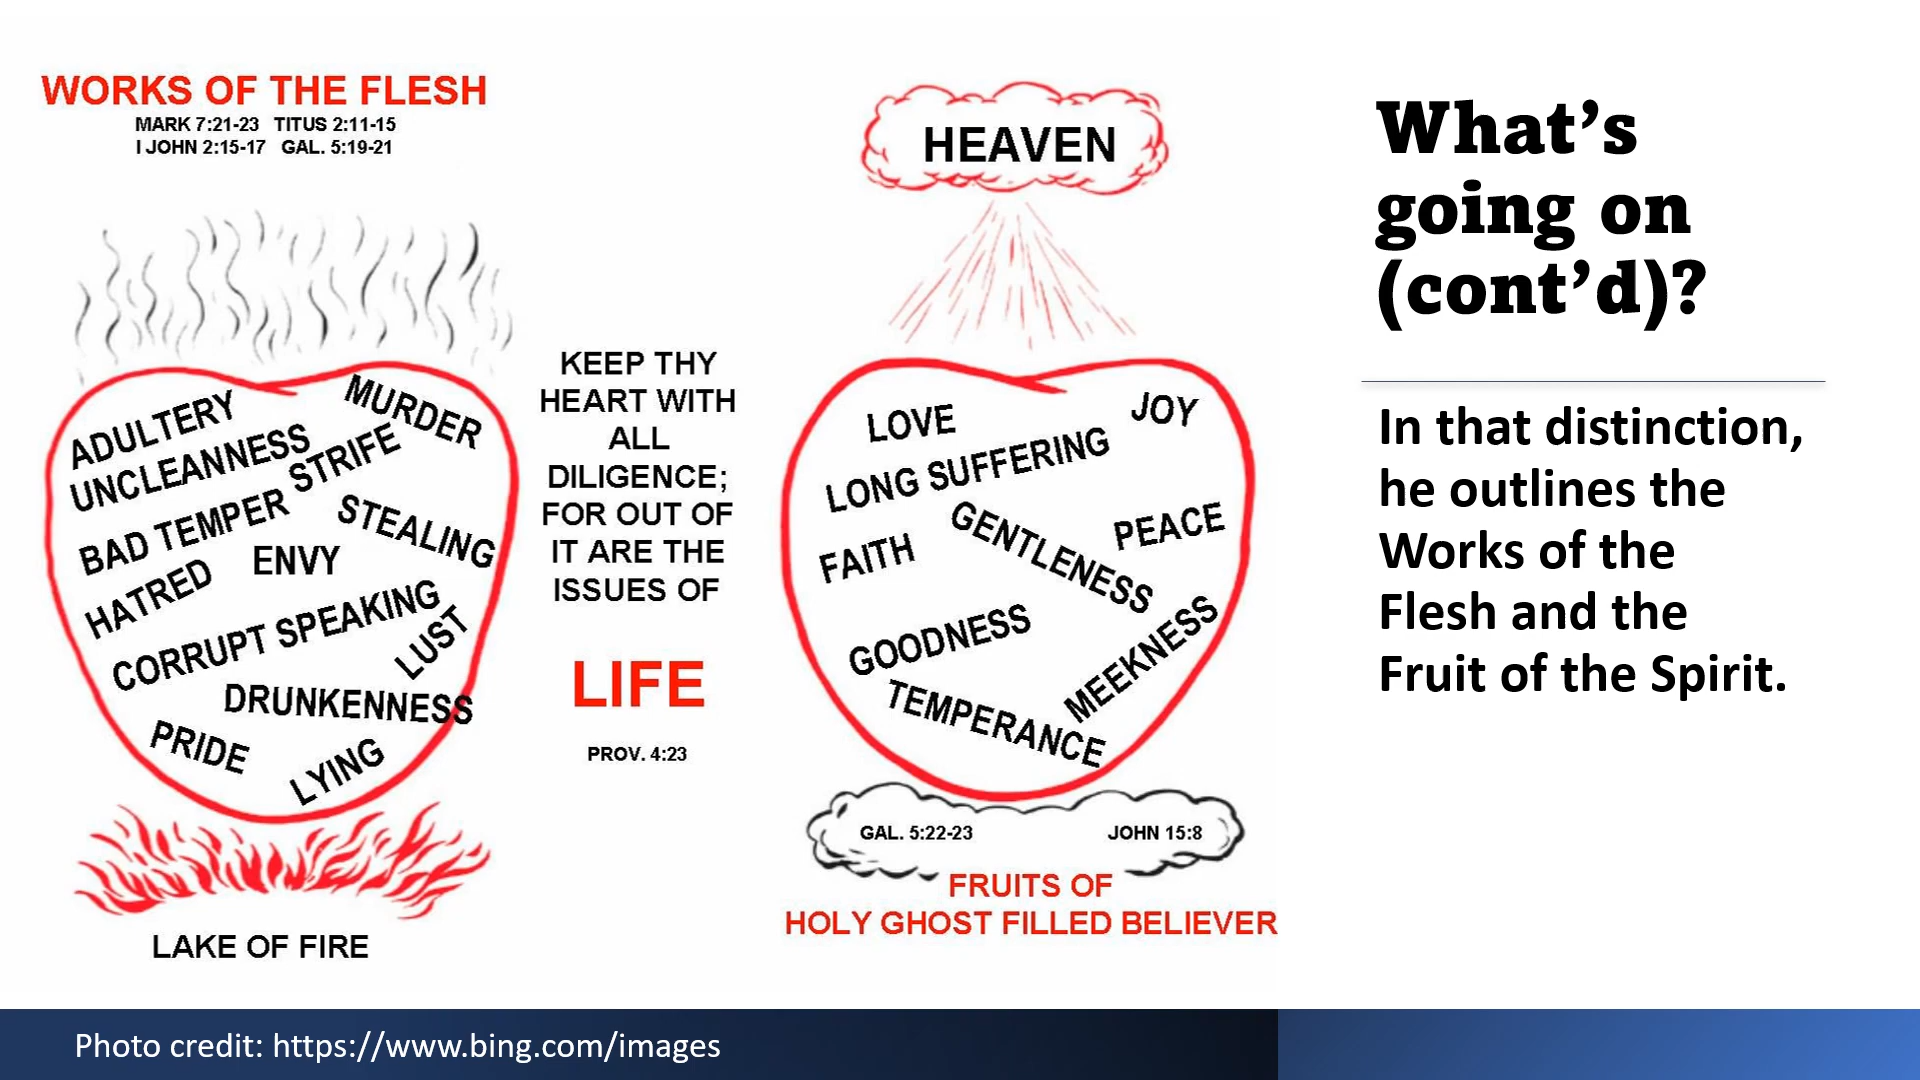 WORKS OF THE FLESH
MARK 7:21-23 TITUS 2:11-15
I JOHN 2:15-17 GAL. 5:19-21
ADULTERY
MURDER
UNCLEANNESS
STRIFE
BAD TEMPER
STEALING
ENVY
HATRED
CORRUPT SPEAKING
LUST
DRUNKENNESS
PRIDE
LYING
LAKE OF FIRE
KEEP THY
HEART WITH
ALL
DILIGENCE;
FOR OUT OF
IT ARE THE
ISSUES OF
LIFE
PROV. 4:23
HEAVEN
LOVE
JOY
LONG SUFFERING
GENTLENESS
PEACE
FAITH
GOODNESS
MEEKNESS
TEMPERANCE
GAL. 5:22-23 JOHN 15:8
FRUITS OF
HOLY GHOST FILLED BELIEVER
What’s
going on
(cont’d)?
In that distinction,
he outlines the
Works of the
Flesh and the
Fruit of the Spirit.
Photo credit: https://www.bing.com/images